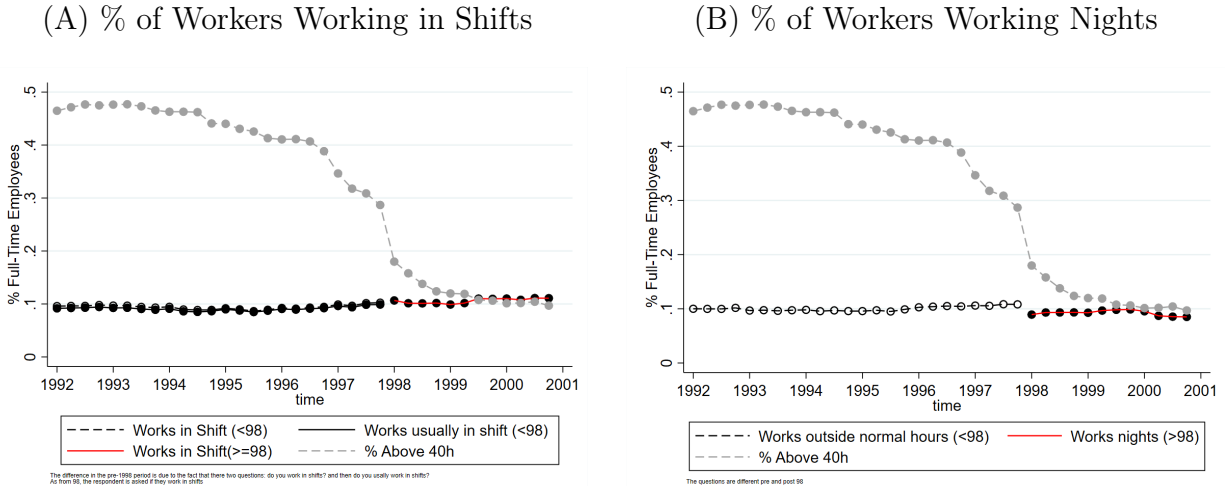 (A) % of Workers Working in Shifts
% Full-Time Employees
.5
.4
.3
.2
.1
0
1992 1993 1994 1995 1996 1997 1998 1999 2000 2001
time
Works in Shift (<98) Works usually in shift (<98)
Works in Shift(>=98) % Above 40h
The difference in the pre-1998 period is due to the fact that there two questions: do you work in shifts? and then do you usally work in shifts?
As from 98, the respondent is asked if they work in shifts
(B) % of Workers Working Nights
% Full-Time Employees
.5
.4
.3
.2
.1
0
1992 1993 1994 1995 1996 1997 1998 1999 2000 2001
time
Works outside normal hours (<98) Works nights (>98)
% Above 40h
The questions are different pre and post 98